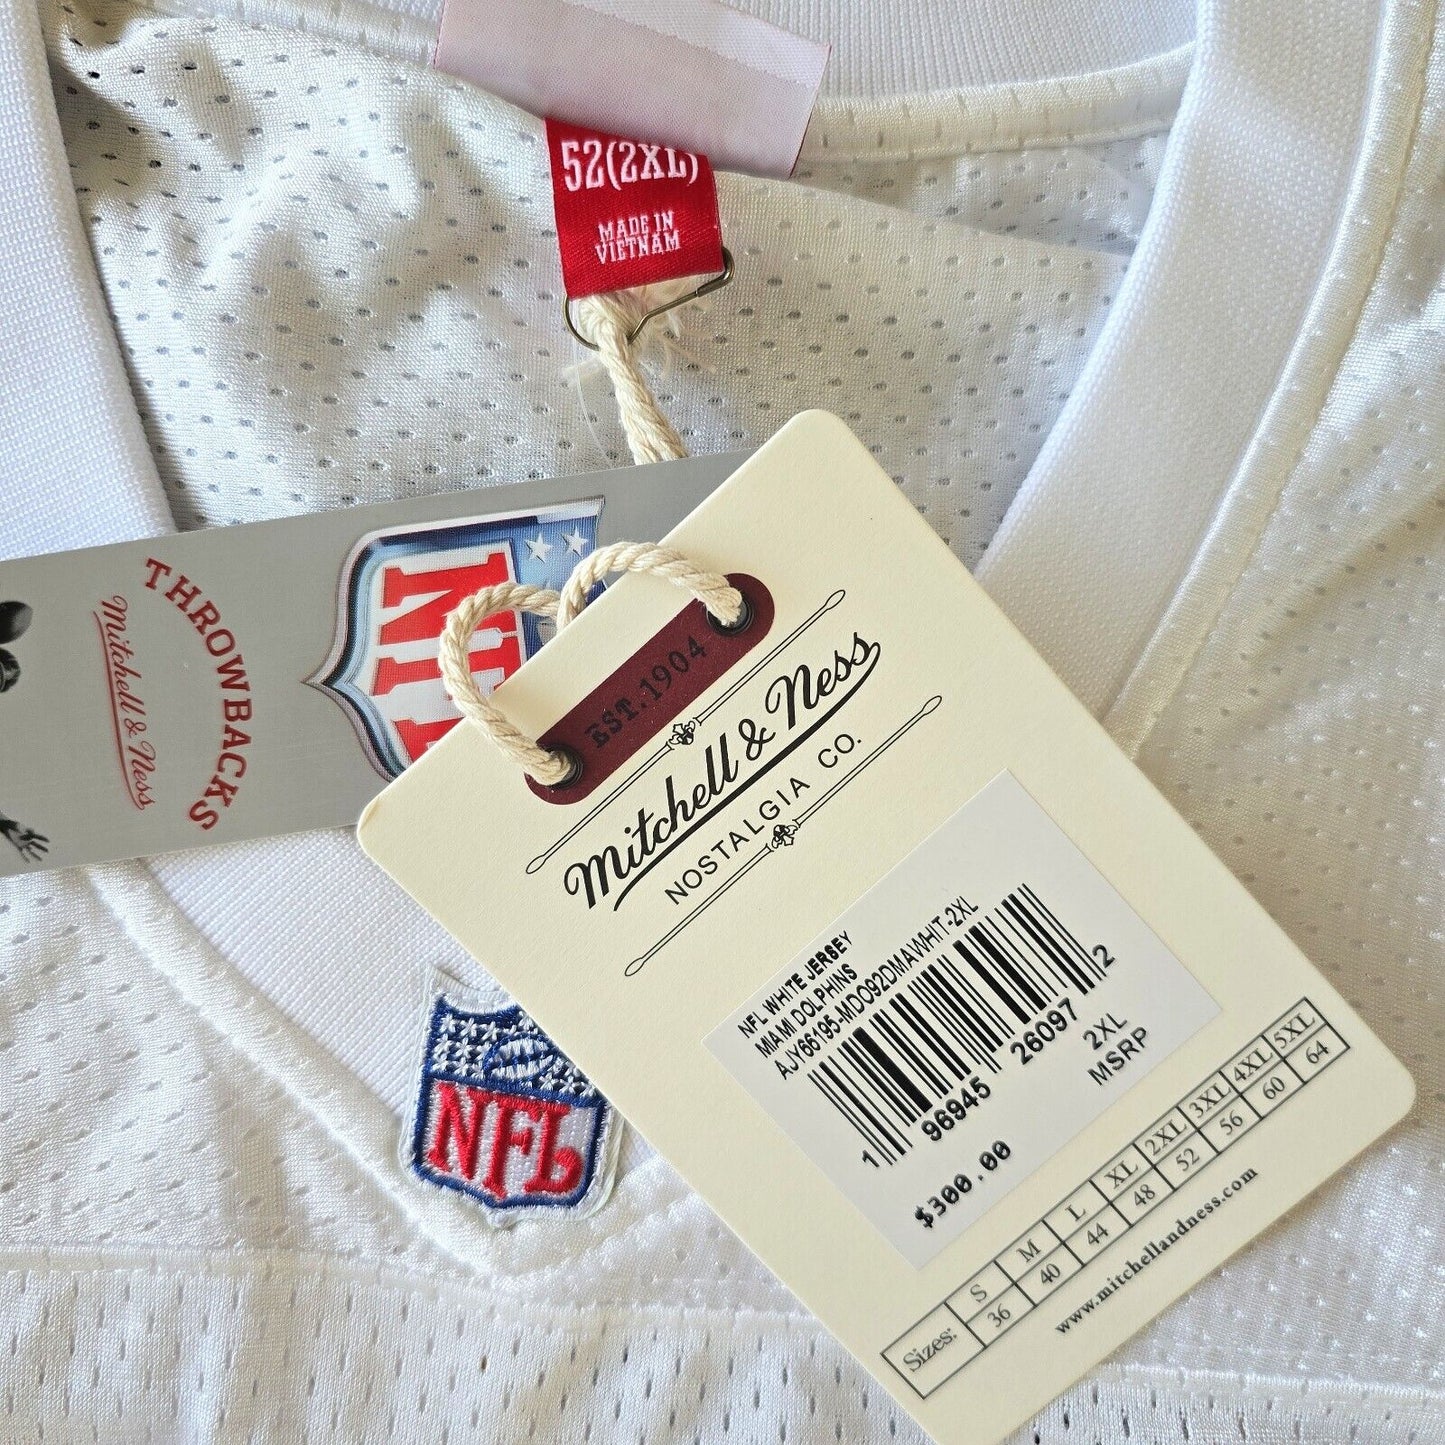 52(2XL)
MADE IN
VIETNAM
THROWBACKS
Mitchell & Ness
NFL
EST.1904
Mitchell & Ness
NOSTALGIA CO.
NFL WHITE JERSEY
MIAMI DOLPHINS
AJY66195-MDO92DMAWHIT-2XL
1 96945 26097 2
2XL
MSRP
$300.00
Sizes: S M L XL 2XL 3XL 4XL 5XL
36 40 44 48 52 56 60 64
www.mitchellandness.com
NFL